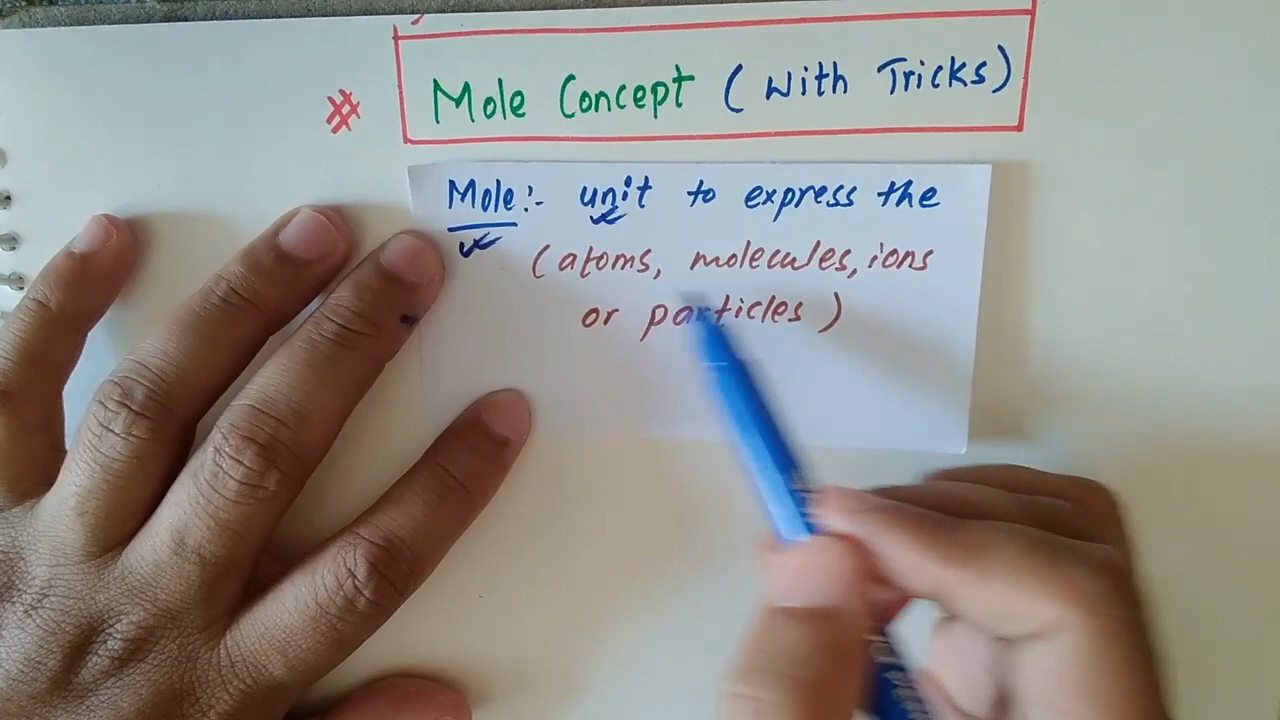 # Mole Concept (With Tricks)
Mole:- unit to express the
(atoms, molecules, ions
or particles)